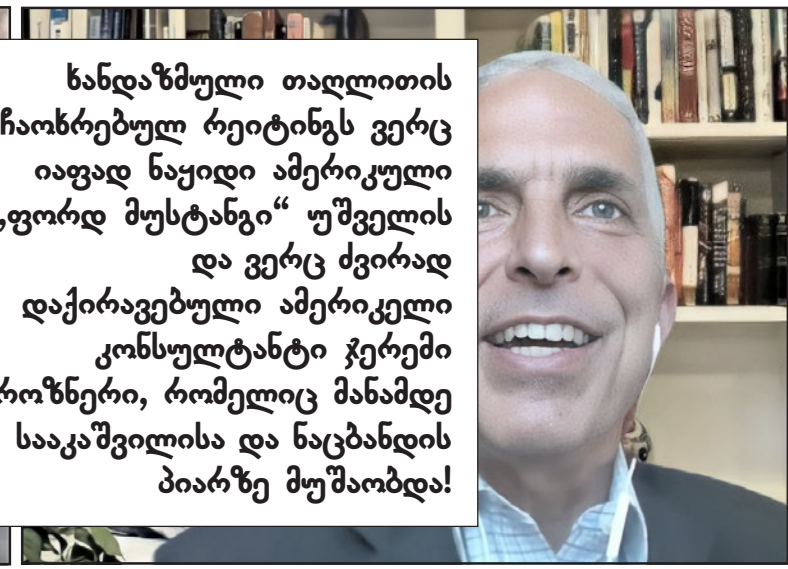 ხანდაზმული თაღლითის
ჩაოხრებულ რეიტინგს ვერც
იაფად ნაყიდი ამერიკული
„ფორდ მუსტანგი“ უშველის
და ვერც ძვირად
დაქირავებული ამერიკელი
კონსულტანტი ჯერემი
როზნერი, რომელიც მანამდე
სააკაშვილისა და ნაცბანდის
პიარზე მუშაობდა!